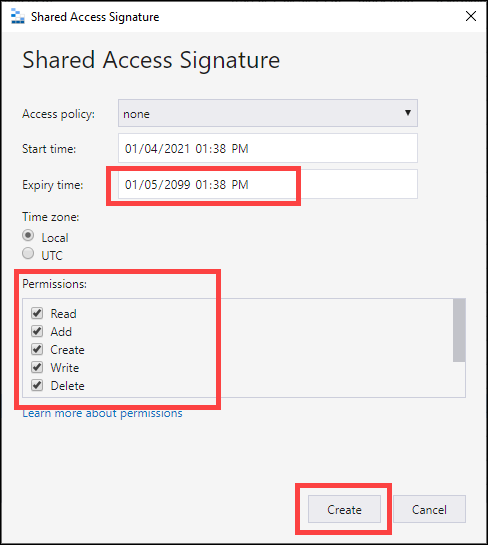 Shared Access Signature
Shared Access Signature
Access policy: none
Start time: 01/04/2021 01:38 PM
Expiry time: 01/05/2099 01:38 PM
Time zone:
Local
UTC
Permissions:
Read
Add
Create
Write
Delete
Learn more about permissions
Create Cancel